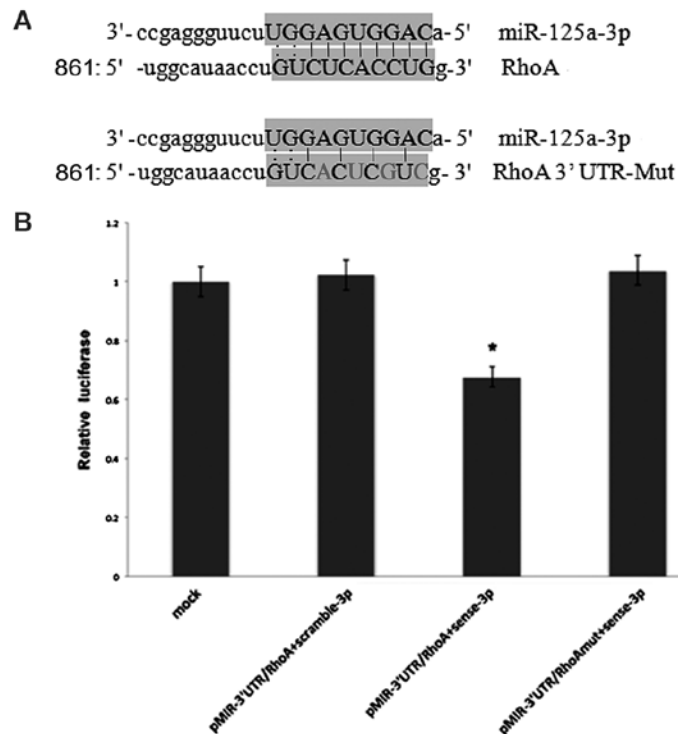 A
3'- ccgaggguucuUGGAGUGGACa- 5' miR-125a-3p
861: 5' -uggcauaaccuGUCUCACCUGg-3' RhoA
3'- ccgaggguucuUGGAGUGGACa- 5' miR-125a-3p
861: 5' -uggcauaaccuGUCACUCGUCg- 3' RhoA 3' UTR-Mut
B
Relative luciferase
1.2
1
0.8
0.6
0.4
0.2
0
*
mock
pMIR-3'UTR/RhoA+scramble-3p
pMIR-3'UTR/RhoA+sense-3p
pMIR-3'UTR/RhoAmut+sense-3p